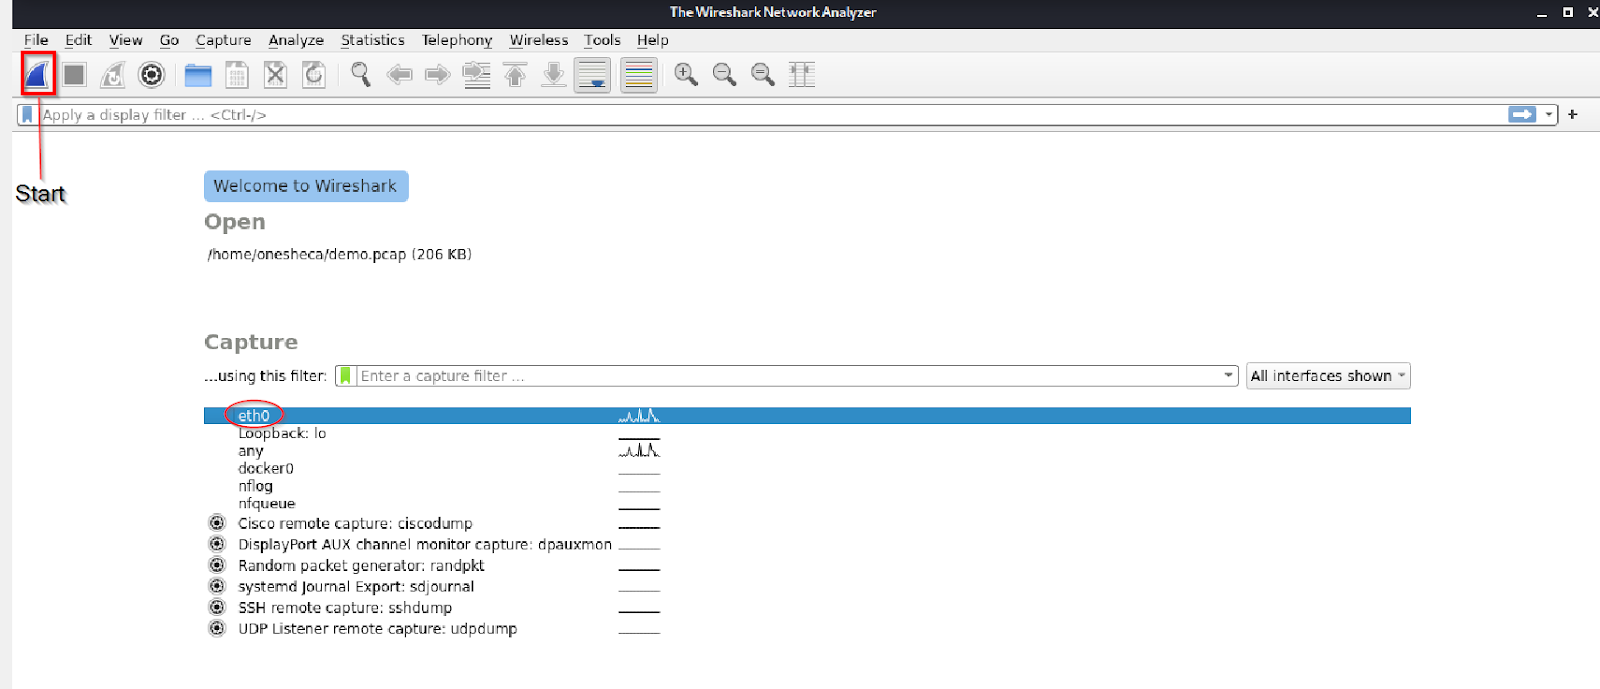 The Wireshark Network Analyzer
File Edit View Go Capture Analyze Statistics Telephony Wireless Tools Help
Apply a display filter ... <Ctrl-/>
+
Start
Welcome to Wireshark
Open
/home/onesheca/demo.pcap (206 KB)
Capture
...using this filter: Enter a capture filter ... All interfaces shown
eth0
Loopback: lo
any
docker0
nflog
nfqueue
Cisco remote capture: ciscodump
DisplayPort AUX channel monitor capture: dpauxmon
Random packet generator: randpkt
systemd Journal Export: sdjournal
SSH remote capture: sshdump
UDP Listener remote capture: udpdump